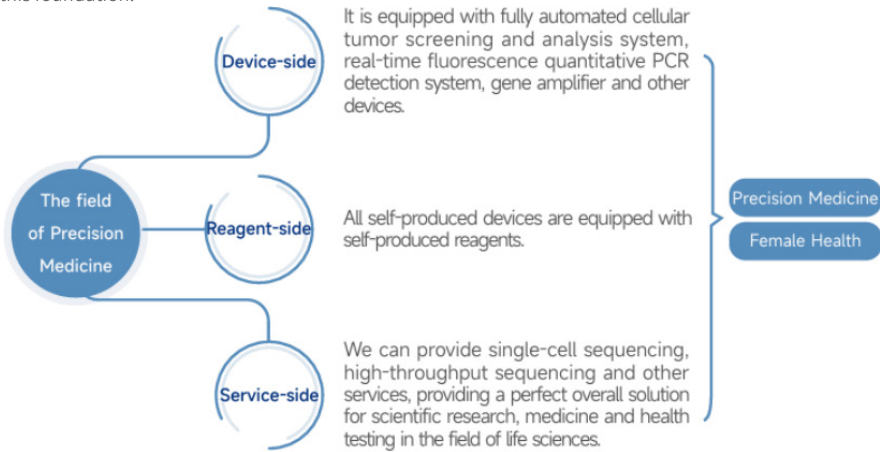 It is equipped with fully automated cellular
tumor screening and analysis system,
real-time fluorescence quantitative PCR
detection system, gene amplifier and other
devices.
Device-side
The field
of Precision
Medicine
Reagent-side
All self-produced devices are equipped with
self-produced reagents.
Precision Medicine
Female Health
We can provide single-cell sequencing,
high-throughput sequencing and other
services, providing a perfect overall solution
for scientific research, medicine and health
testing in the field of life sciences.
Service-side